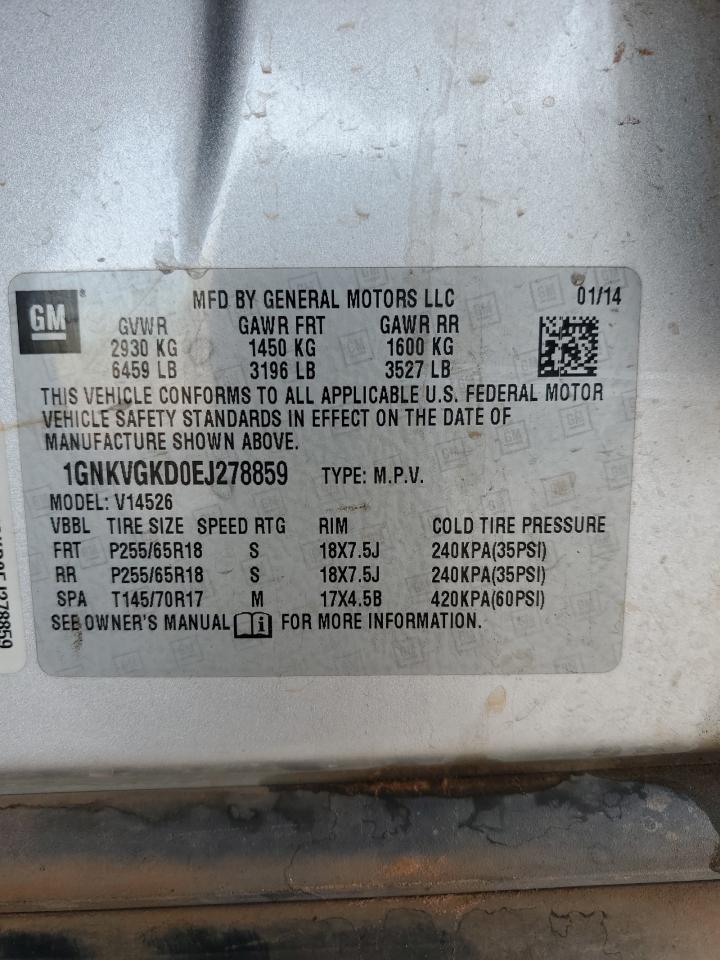 GM
MFD BY GENERAL MOTORS LLC 01/14
GVWR GAWR FRT GAWR RR
2930 KG 1450 KG 1600 KG
6459 LB 3196 LB 3527 LB
THIS VEHICLE CONFORMS TO ALL APPLICABLE U.S. FEDERAL MOTOR
VEHICLE SAFETY STANDARDS IN EFFECT ON THE DATE OF
MANUFACTURE SHOWN ABOVE.
1GNKVGKD0EJ278859 TYPE: M.P.V.
MODEL: V14526
VBBL TIRE SIZE SPEED RTG RIM COLD TIRE PRESSURE
FRT P255/65R18 S 18X7.5J 240KPA(35PSI)
RR P255/65R18 S 18X7.5J 240KPA(35PSI)
SPA T145/70R17 M 17X4.5B 420KPA(60PSI)
SEE OWNER'S MANUAL FOR MORE INFORMATION.